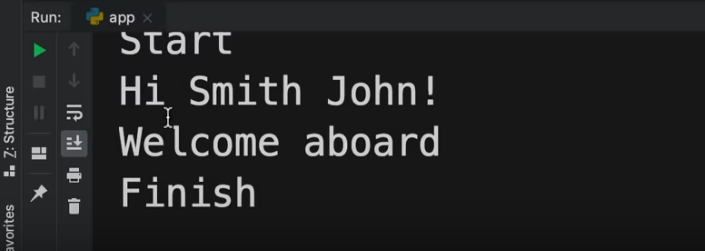 Run: app
Start
Hi Smith John!
Welcome aboard
Finish
Z: Structure
avorites